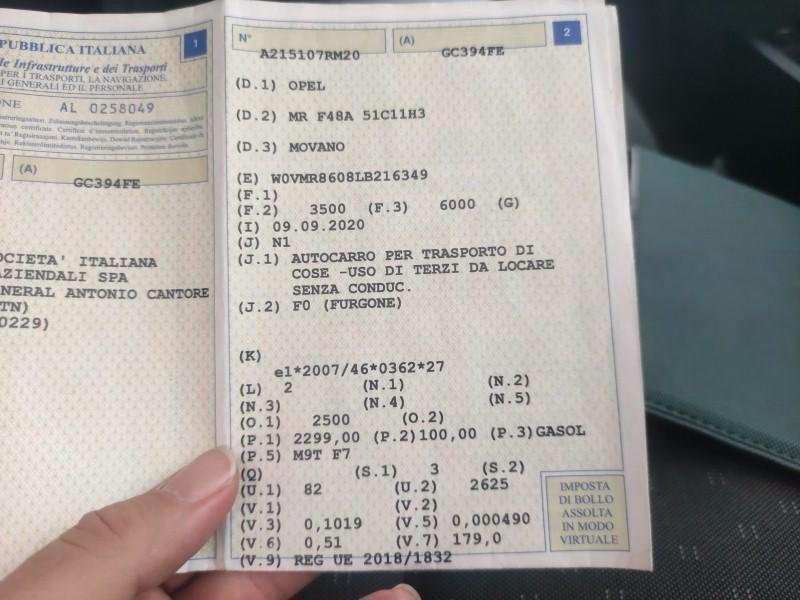 PUBBLICA ITALIANA
1
le Infrastrutture e dei Trasporti
PER I TRASPORTI, LA NAVIGAZIONE,
GENERALI ED IL PERSONALE
ONE AL 0258049
(A)
GC394FE
OCIETA' ITALIANA
AZIENDALI SPA
NERAL ANTONIO CANTORE
TN)
0229)
N° (A) 2
A215107RM20 GC394FE
(D.1) OPEL
(D.2) MR F48A 51C11H3
(D.3) MOVANO
(E) W0VMR8608LB216349
(F.1)
(F.2) 3500 (F.3) 6000 (G)
(I) 09.09.2020
(J) N1
(J.1) AUTOCARRO PER TRASPORTO DI
COSE -USO DI TERZI DA LOCARE
SENZA CONDUC.
(J.2) F0 (FURGONE)
(K)
e1*2007/46*0362*27
(L) 2 (N.1) (N.2)
(N.3) (N.4) (N.5)
(O.1) 2500 (O.2)
(P.1) 2299,00 (P.2)100,00 (P.3)GASOL
(P.5) M9T F7
(Q) (S.1) 3 (S.2)
(U.1) 82 (U.2) 2625
(V.1) (V.2)
(V.3) 0,1019 (V.5) 0,000490
(V.6) 0,51 (V.7) 179,0
(V.9) REG UE 2018/1832
IMPOSTA
DI BOLLO
ASSOLTA
IN MODO
VIRTUALE